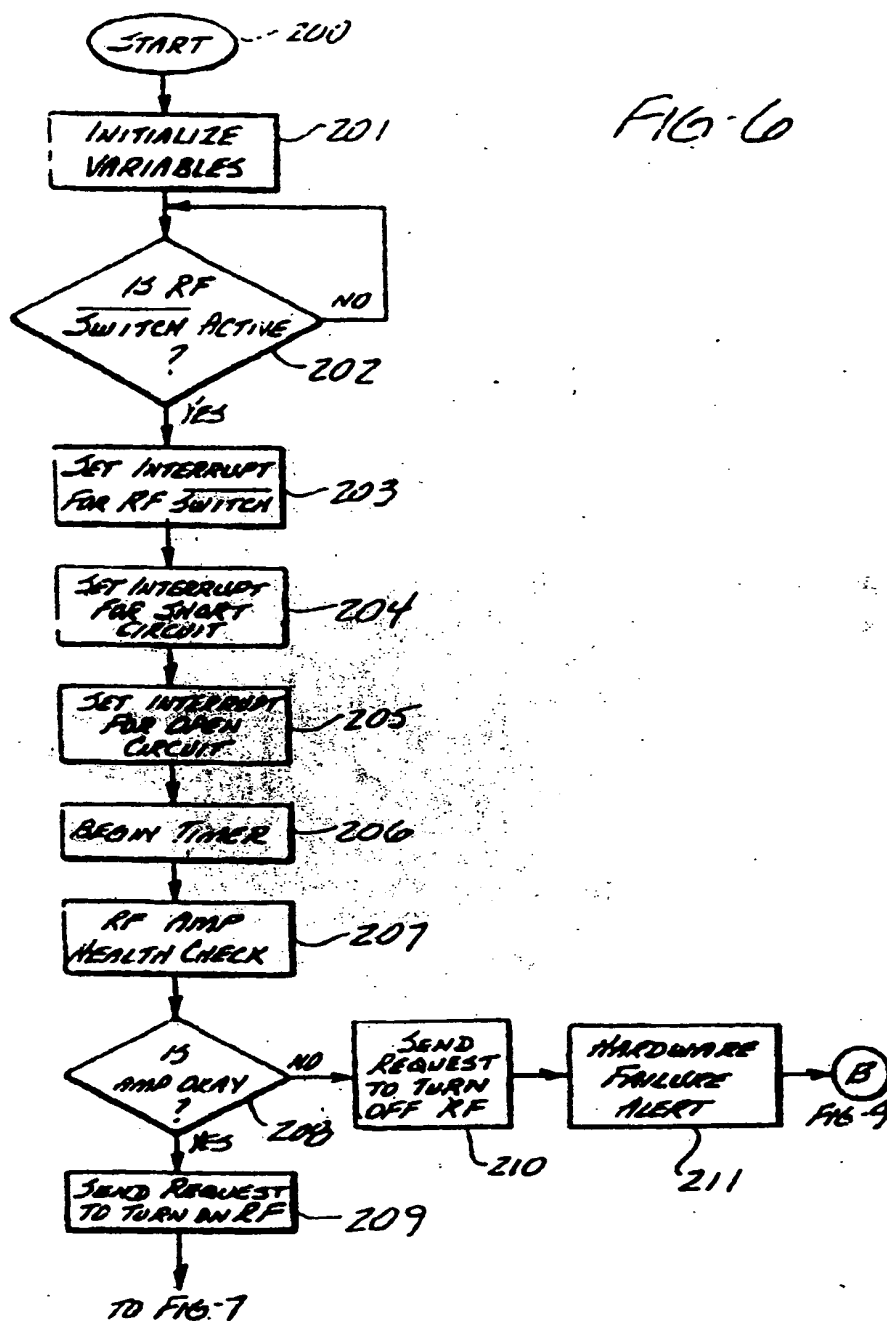 START
200
FIG-6
INITIALIZE
VARIABLES
201
IS RF
SWITCH ACTIVE
?
NO
202
YES
SET INTERRUPT
FOR RF SWITCH
203
SET INTERRUPT
FOR SHORT
CIRCUIT
204
SET INTERRUPT
FOR OPEN
CIRCUIT
205
BEGIN TIMER
206
RF AMP
HEALTH CHECK
207
IS
AMP OKAY
?
NO
208
YES
SEND
REQUEST
TO TURN
OFF RF
210
HARDWARE
FAILURE
ALERT
211
B
FIG-9
SEND REQUEST
TO TURN ON RF
209
TO FIG-7